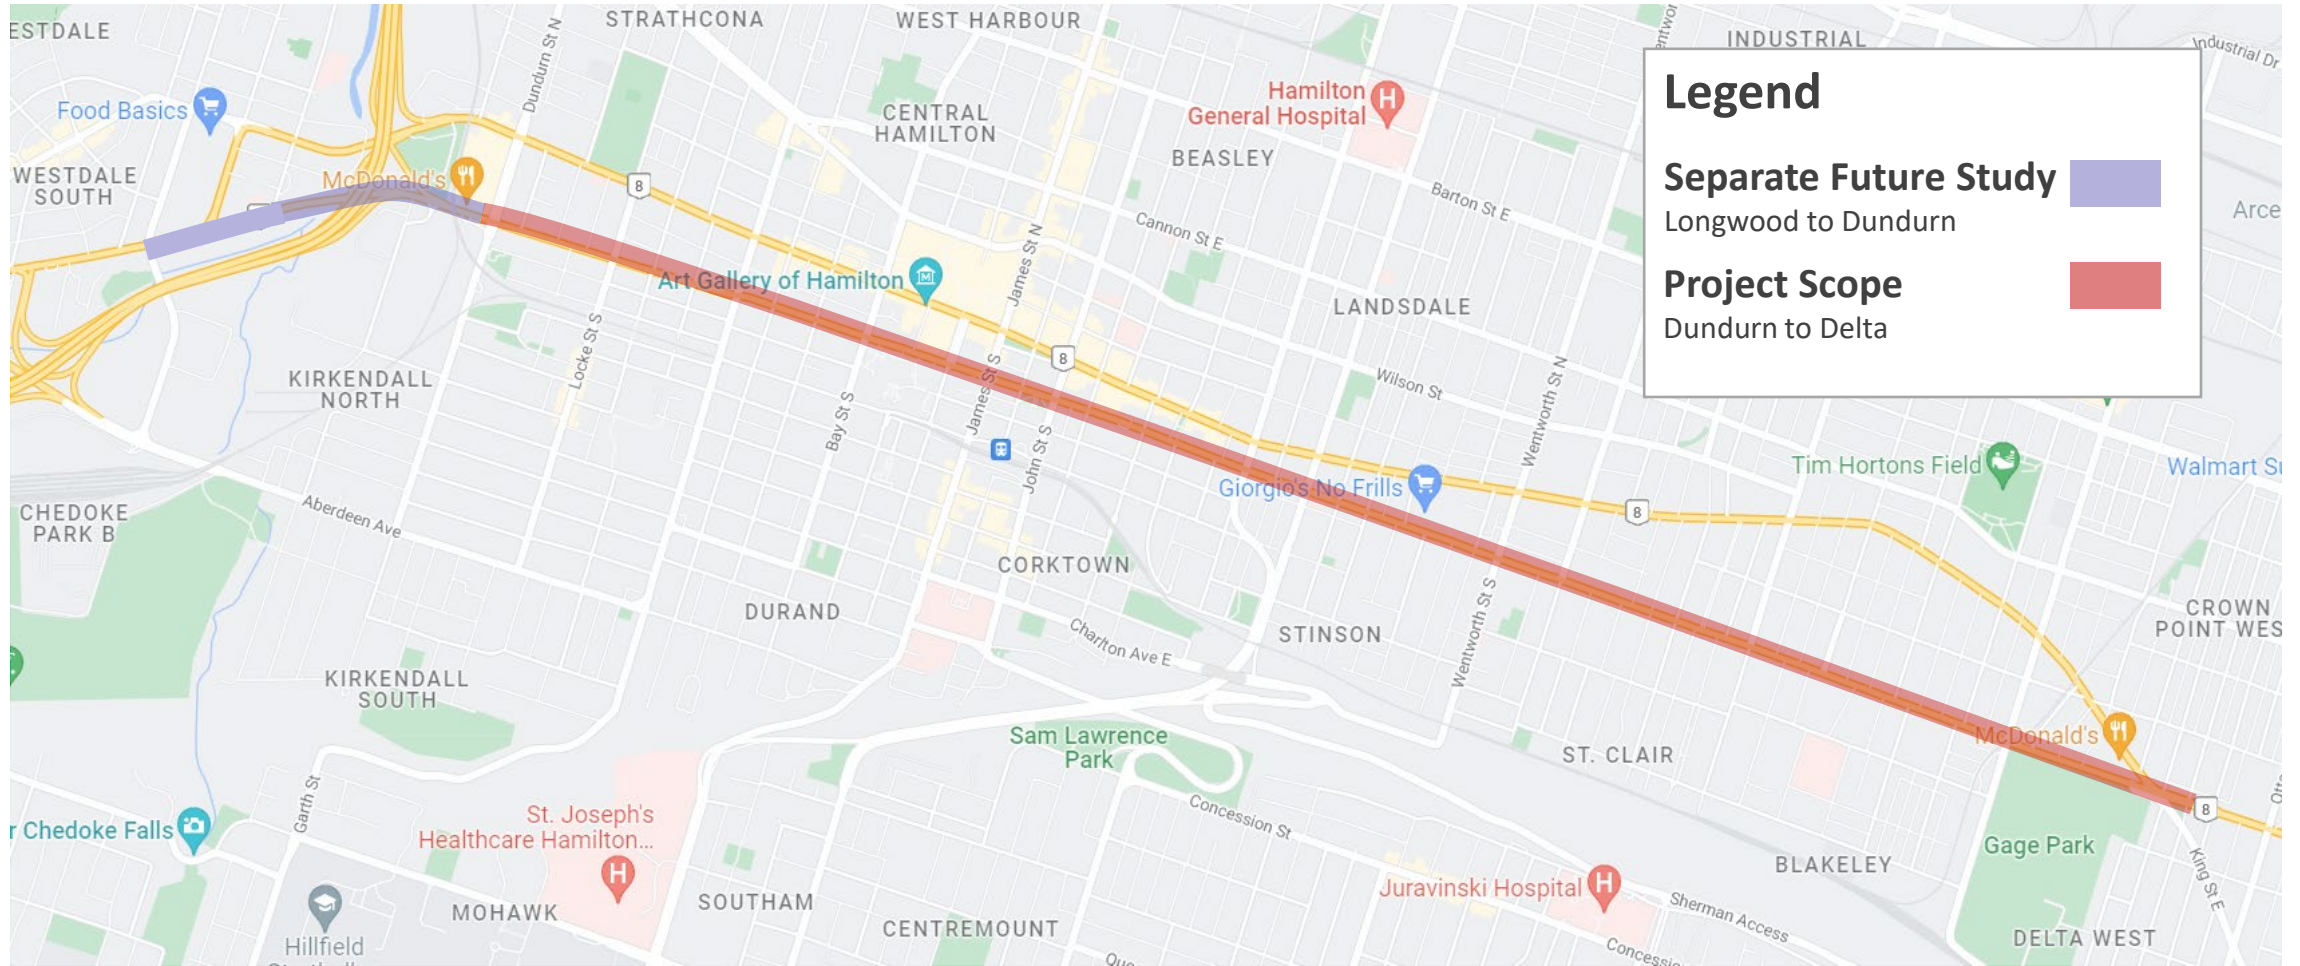 ESTDALE
STRATHCONA
WEST HARBOUR
INDUSTRIAL
Industrial Dr
Dundurn St N
Legend
Separate Future Study
Longwood to Dundurn
Project Scope
Dundurn to Delta
Food Basics
Hamilton
General Hospital
CENTRAL
HAMILTON
BEASLEY
WESTDALE
SOUTH
McDonald's
8
Barton St E
Arce
Cannon St E
James St N
Art Gallery of Hamilton
LANDSDALE
Locke St S
KIRKENDALL
NORTH
8
James St S
Wilson St
Wentworth St N
Bay St S
John St S
Tim Hortons Field
Walmart Su
Giorgio's No Frills
8
CHEDOKE
PARK B
Aberdeen Ave
CORKTOWN
DURAND
Charlton Ave E
STINSON
Wentworth St S
CROWN
POINT WES
KIRKENDALL
SOUTH
Sam Lawrence
Park
ST. CLAIR
McDonald's
8
Garth St
r Chedoke Falls
St. Joseph's
Healthcare Hamilton...
Concession St
Gage Park
King St E
BLAKELEY
Juravinski Hospital
Sherman Access
MOHAWK
SOUTHAM
CENTREMOUNT
DELTA WEST
Hillfield
Concessio
Que